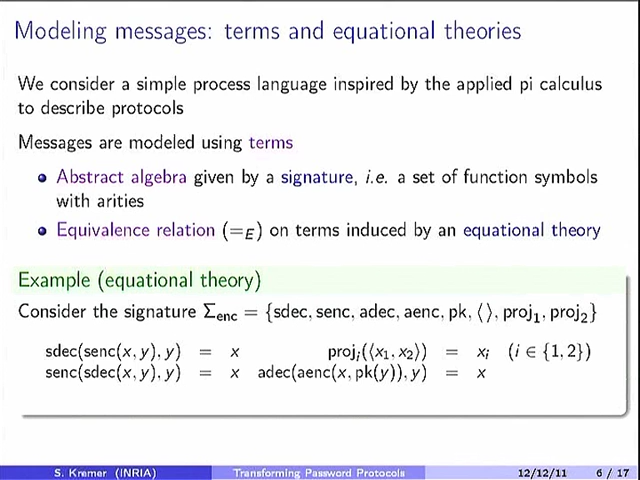 Modeling messages: terms and equational theories
We consider a simple process language inspired by the applied pi calculus
to describe protocols
Messages are modeled using terms
Abstract algebra given by a signature, i.e. a set of function symbols
with arities
Equivalence relation (=E) on terms induced by an equational theory
Example (equational theory)
Consider the signature Σenc = {sdec, senc, adec, aenc, pk, ⟨ ⟩, proj1, proj2}
sdec(senc(x, y), y) = x proji(⟨x1, x2⟩) = xi (i ∈ {1, 2})
senc(sdec(x, y), y) = x adec(aenc(x, pk(y)), y) = x
S. Kremer (INRIA) Transforming Password Protocols 12/12/11 6 / 17